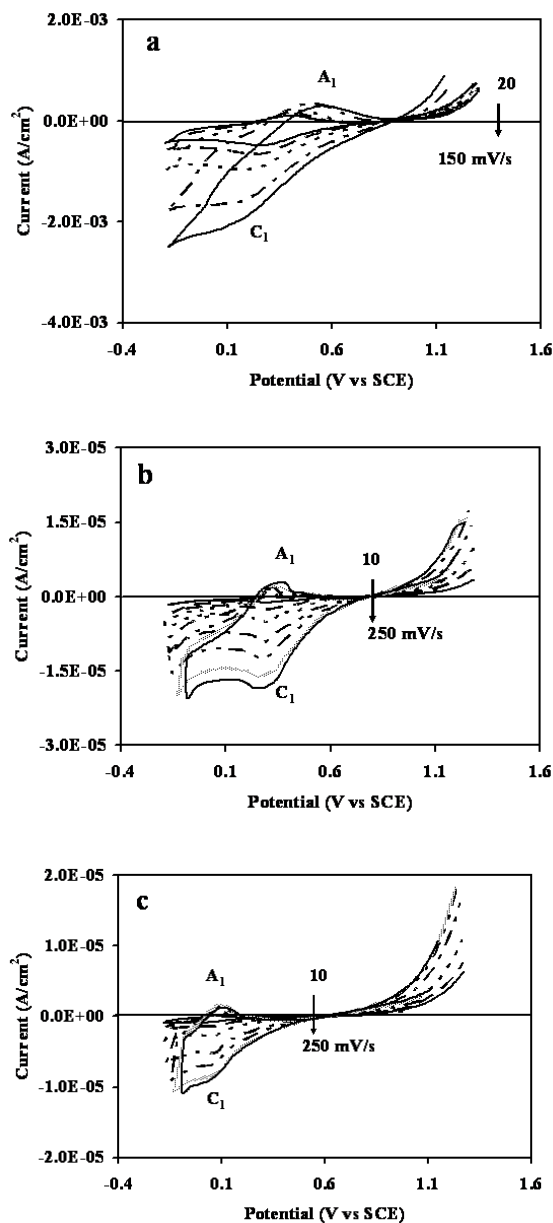 a
2.0E-03
0.0E+00
-2.0E-03
-4.0E-03
Current (A/cm²)
A₁
C₁
20
150 mV/s
-0.4 0.1 0.6 1.1 1.6
Potential (V vs SCE)
b
3.0E-05
1.5E-05
0.0E+00
-1.5E-05
-3.0E-05
Current (A/cm²)
A₁
C₁
10
250 mV/s
-0.4 0.1 0.6 1.1 1.6
Potential (V vs SCE)
c
2.0E-05
1.0E-05
0.0E+00
-1.0E-05
-2.0E-05
Current (A/cm²)
A₁
C₁
10
250 mV/s
-0.4 0.1 0.6 1.1 1.6
Potential (V vs SCE)